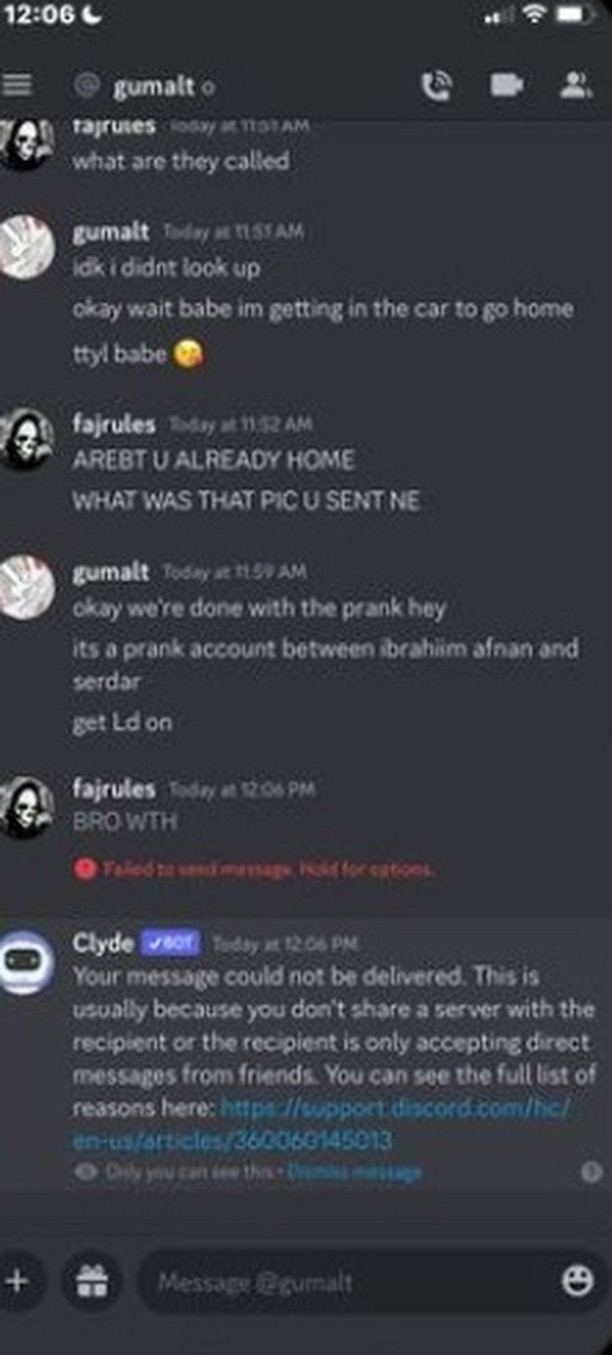 12:06
@ gumalt
fajrules Today at 11:51 AM
what are they called
gumalt Today at 11:51 AM
idk i didnt look up
okay wait babe im getting in the car to go home
ttyl babe 😘
fajrules Today at 11:52 AM
AREBT U ALREADY HOME
WHAT WAS THAT PIC U SENT NE
gumalt Today at 11:59 AM
okay we're done with the prank hey
its a prank account between ibrahiim afnan and
serdar
get Ld on
fajrules Today at 12:06 PM
BRO WTH
Failed to send message. Hold for options.
Clyde ✓BOT Today at 12:06 PM
Your message could not be delivered. This is
usually because you don't share a server with the
recipient or the recipient is only accepting direct
messages from friends. You can see the full list of
reasons here: https://support.discord.com/hc/
en-us/articles/360060145013
Only you can see this • Dismiss message
Message @gumalt